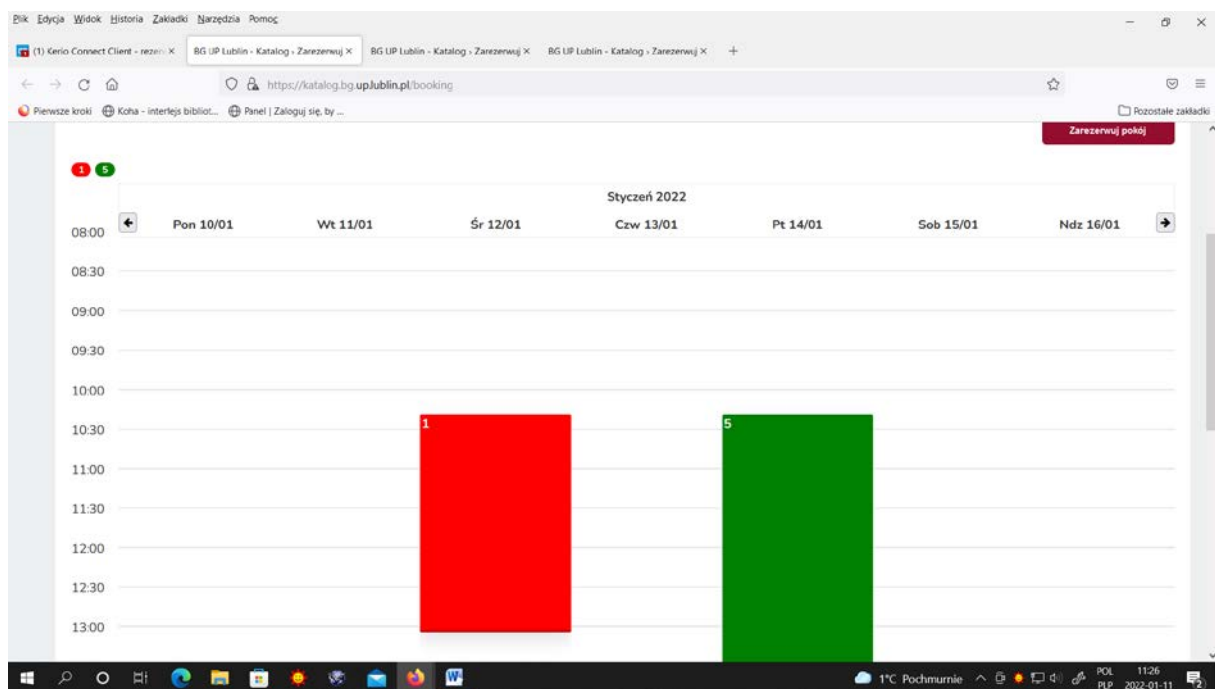 Plik Edycja Widok Historia Zakładki Narzędzia Pomoc
(1) Kerio Connect Client - rezer
BG UP Lublin - Katalog › Zarezerwuj
BG UP Lublin - Katalog › Zarezerwuj
BG UP Lublin - Katalog › Zarezerwuj
https://katalog.bg.up.lublin.pl/booking
Pierwsze kroki
Koha - interfejs bibliot...
Panel | Zaloguj się, by ...
Pozostałe zakładki
Zarezerwuj pokój
1 5
Styczeń 2022
Pon 10/01 Wt 11/01 Śr 12/01 Czw 13/01 Pt 14/01 Sob 15/01 Ndz 16/01
08:00
08:30
09:00
09:30
10:00
10:30
1 5
11:00
11:30
12:00
12:30
13:00
1°C Pochmurnie
POL 11:26
PLP 2022-01-11
2